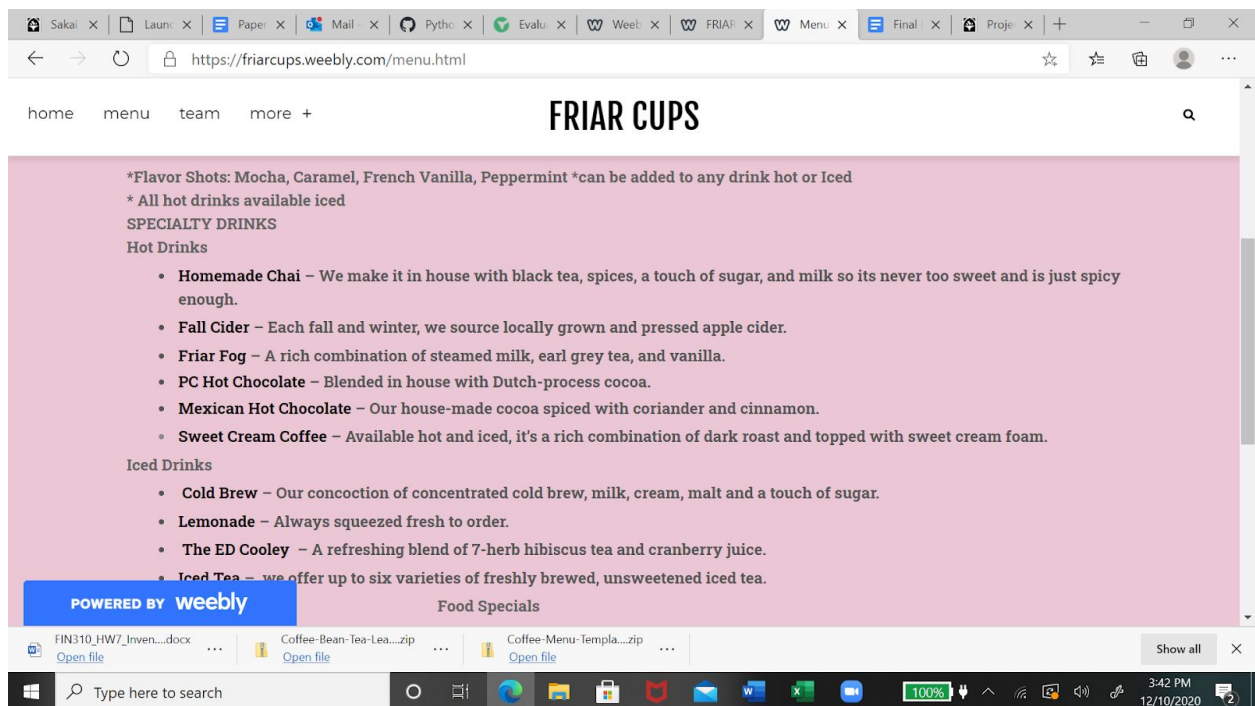 Sakai
Laun
Paper
Mail
Pytho
Evalu
Weeb
FRIAR
Menu
Final
Proje
https://friarcups.weebly.com/menu.html
home menu team more +
FRIAR CUPS
*Flavor Shots: Mocha, Caramel, French Vanilla, Peppermint *can be added to any drink hot or Iced
* All hot drinks available iced
SPECIALTY DRINKS
Hot Drinks
• Homemade Chai – We make it in house with black tea, spices, a touch of sugar, and milk so its never too sweet and is just spicy
enough.
• Fall Cider – Each fall and winter, we source locally grown and pressed apple cider.
• Friar Fog – A rich combination of steamed milk, earl grey tea, and vanilla.
• PC Hot Chocolate – Blended in house with Dutch-process cocoa.
• Mexican Hot Chocolate – Our house-made cocoa spiced with coriander and cinnamon.
• Sweet Cream Coffee – Available hot and iced, it's a rich combination of dark roast and topped with sweet cream foam.
Iced Drinks
• Cold Brew – Our concoction of concentrated cold brew, milk, cream, malt and a touch of sugar.
• Lemonade – Always squeezed fresh to order.
• The ED Cooley – A refreshing blend of 7-herb hibiscus tea and cranberry juice.
• Iced Tea – we offer up to six varieties of freshly brewed, unsweetened iced tea.
POWERED BY weebly
Food Specials
FIN310_HW7_Inven....docx
Open file
Coffee-Bean-Tea-Lea....zip
Open file
Coffee-Menu-Templa....zip
Open file
Show all
Type here to search
100%
3:42 PM
12/10/2020
2